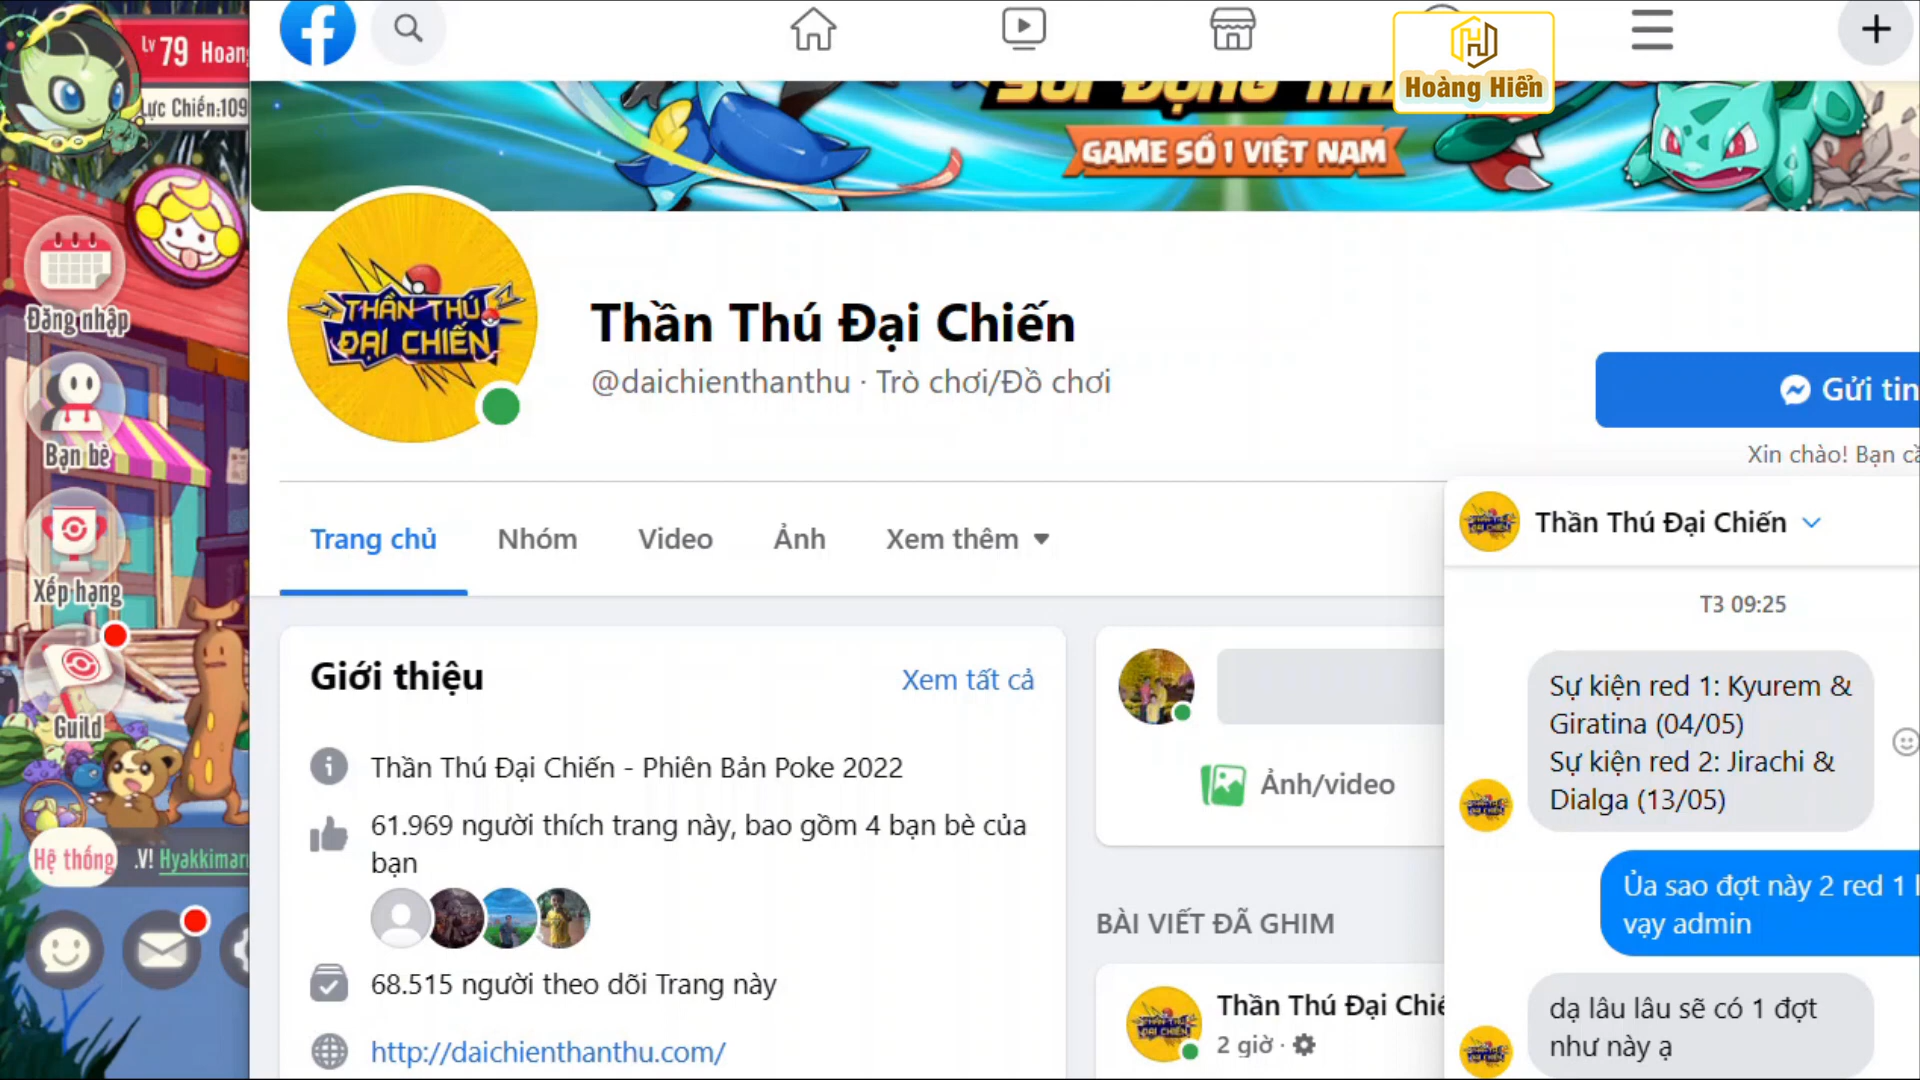 Lv 79 Hoan
Lực Chiến:109
Đăng nhập
Bạn bè
Xếp hạng
Guild
Hệ thống
.V! Hyakkimar
Hoàng Hiển
SÔI ĐỘNG
GAME SỐ 1 VIỆT NAM
THẦN THÚ
ĐẠI CHIẾN
Thần Thú Đại Chiến
@daichienthanthu · Trò chơi/Đồ chơi
Gửi tin
Xin chào! Bạn cầ
Trang chủ
Nhóm
Video
Ảnh
Xem thêm
Giới thiệu
Xem tất cả
Thần Thú Đại Chiến - Phiên Bản Poke 2022
61.969 người thích trang này, bao gồm 4 bạn bè của
bạn
68.515 người theo dõi Trang này
http://daichienthanthu.com/
Ảnh/video
BÀI VIẾT ĐÃ GHIM
Thần Thú Đại Chiế
2 giờ ·
Thần Thú Đại Chiến
T3 09:25
Sự kiện red 1: Kyurem &
Giratina (04/05)
Sự kiện red 2: Jirachi &
Dialga (13/05)
Ủa sao đợt này 2 red 1 l
vạy admin
dạ lâu lâu sẽ có 1 đợt
như này ạ